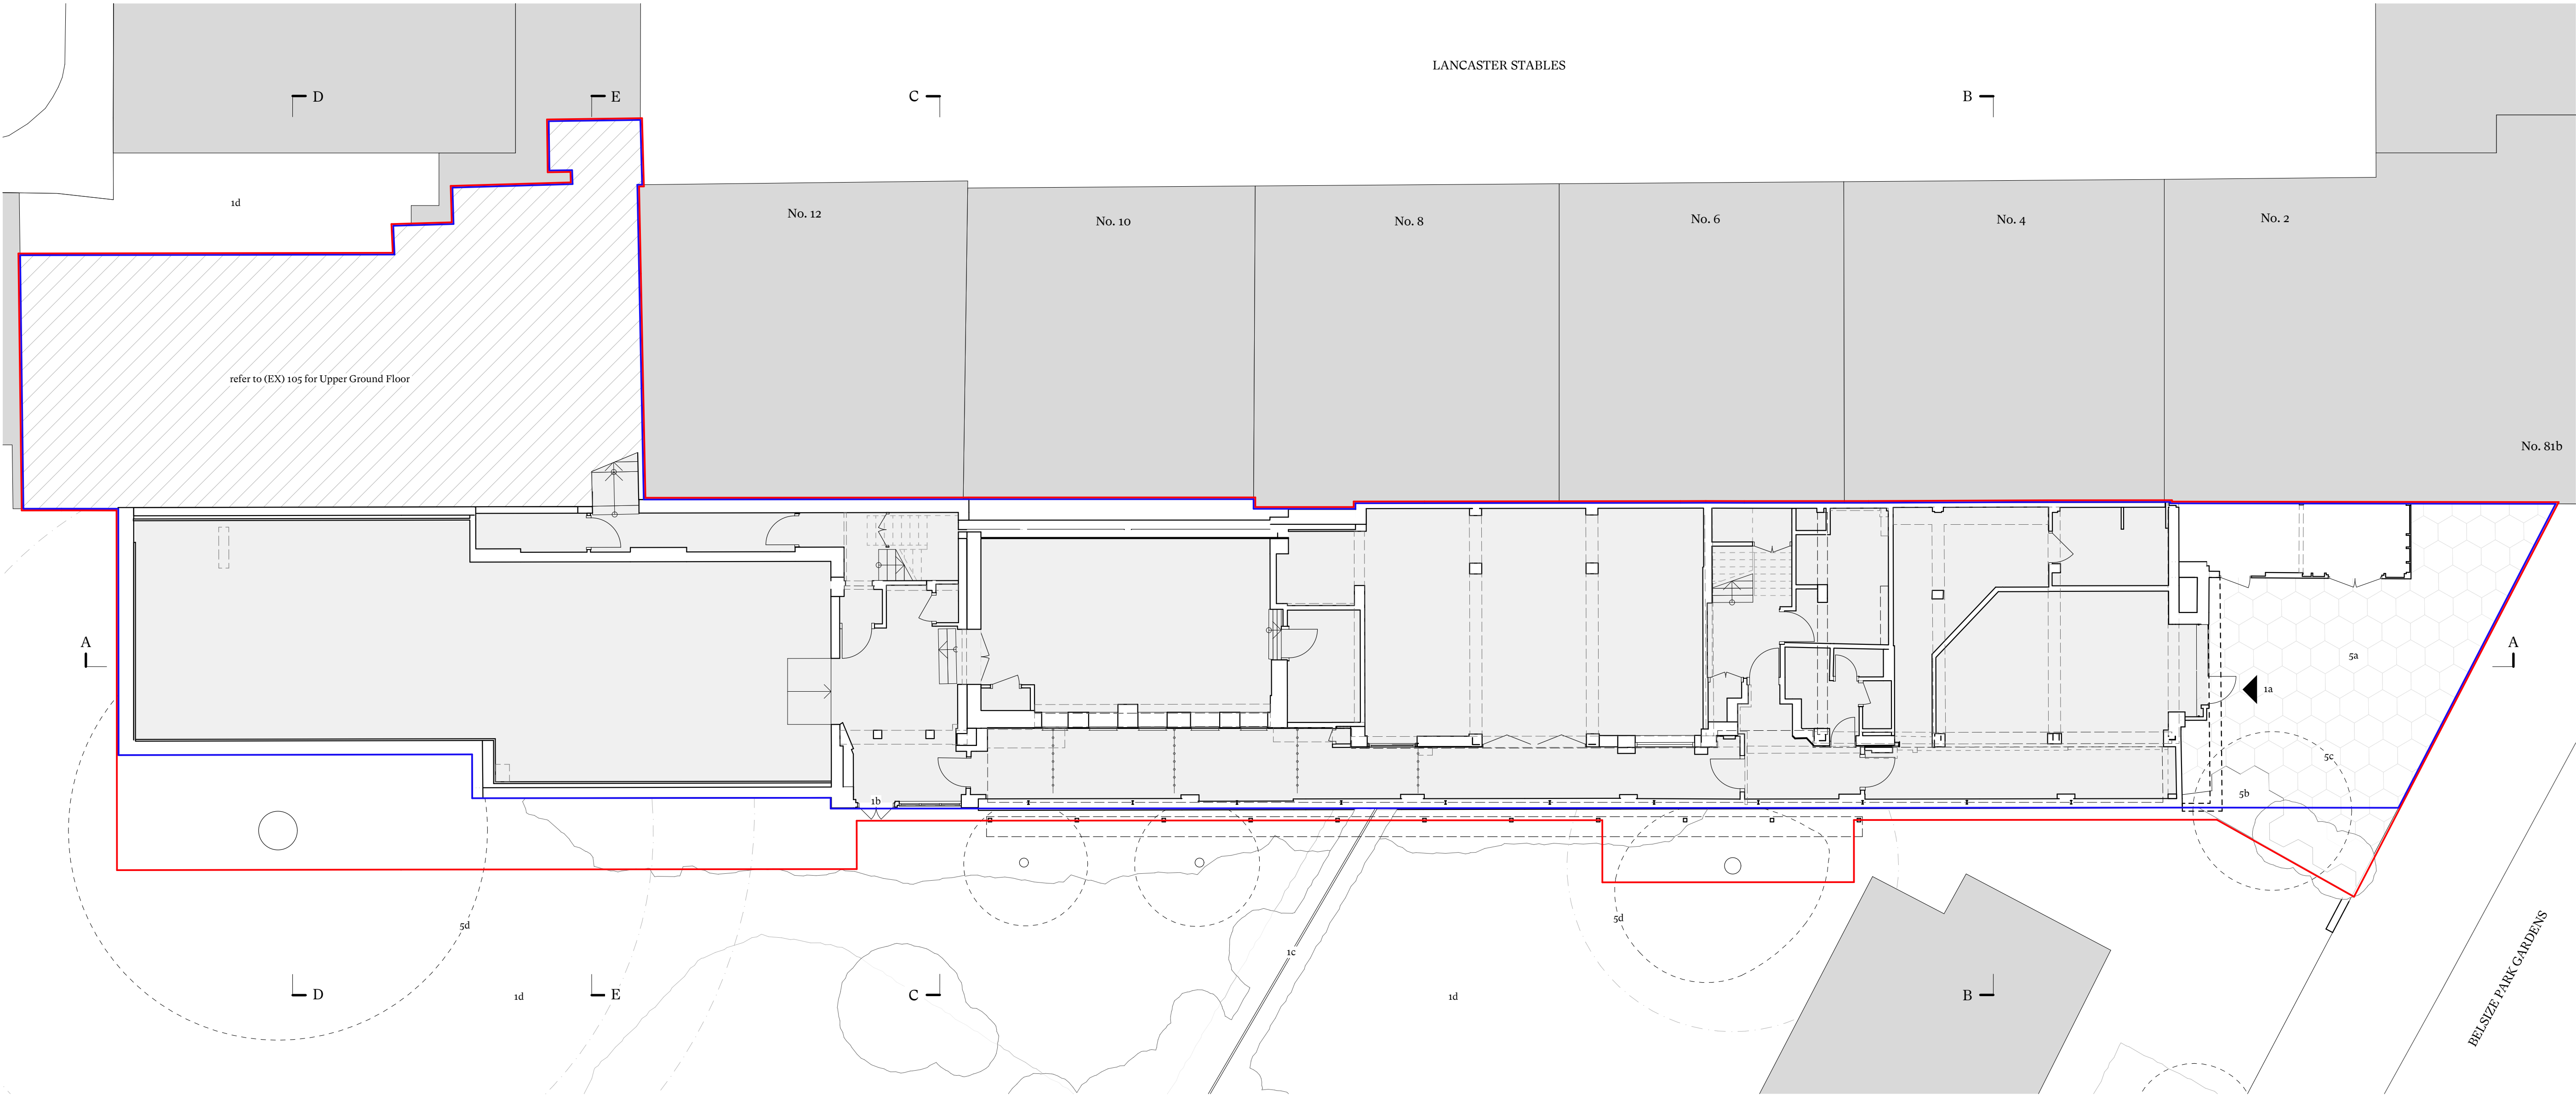 LANCASTER STABLES
D
E
C
B
1d
No. 12
No. 10
No. 8
No. 6
No. 4
No. 2
refer to (EX) 105 for Upper Ground Floor
No. 81b
A
A
5a
1a
5c
5b
1b
5d
5d
1c
D
1d
E
C
1d
B
BELSIZE PARK GARDENS